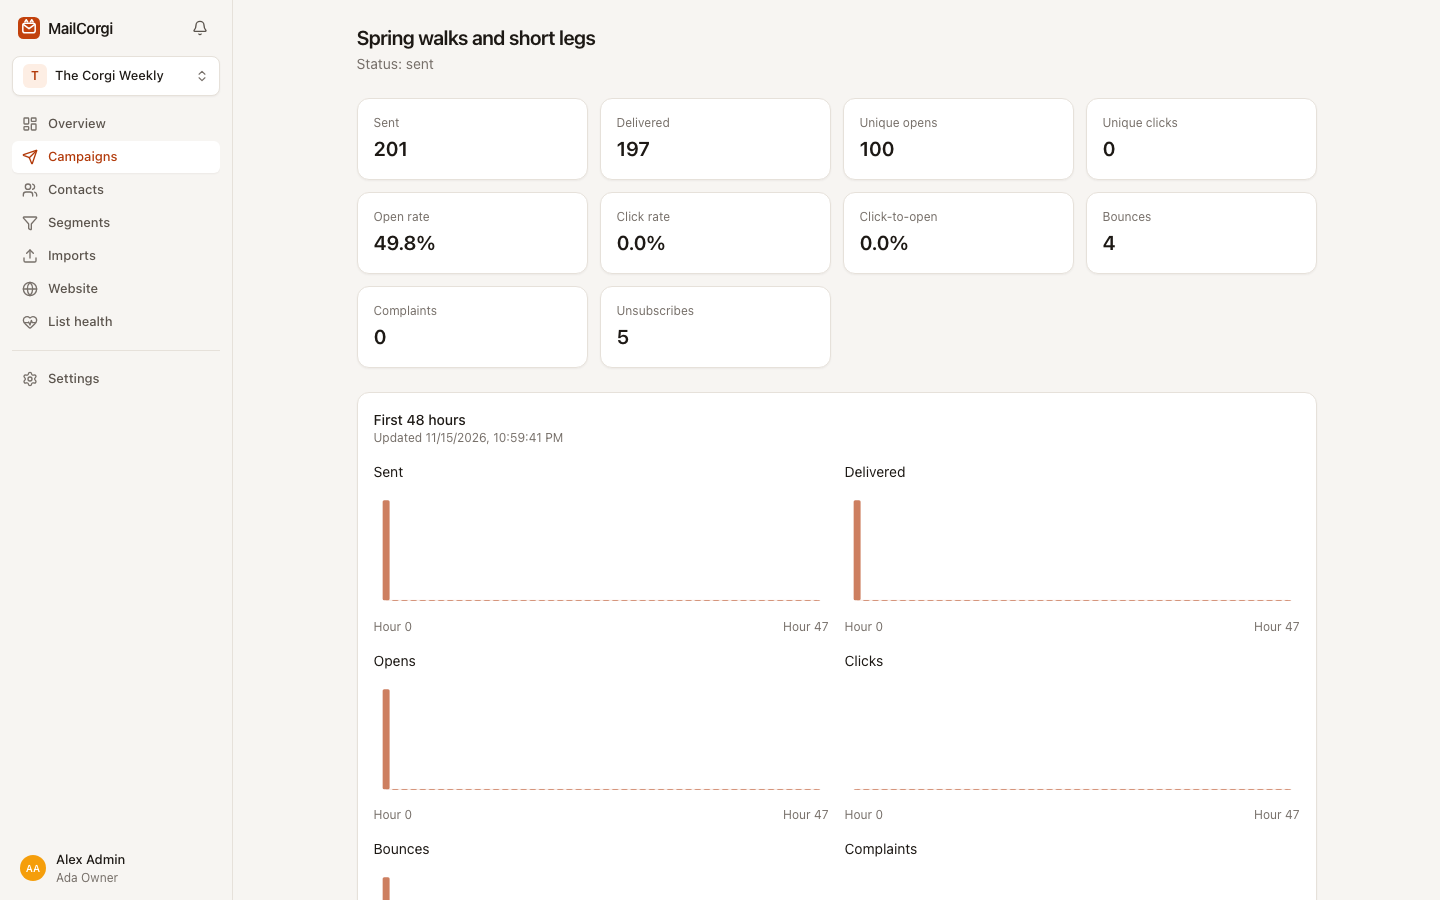 MailCorgi
T The Corgi Weekly
Overview
Campaigns
Contacts
Segments
Imports
Website
List health
Settings
AA
Alex Admin
Ada Owner
Spring walks and short legs
Status: sent
Sent
201
Delivered
197
Unique opens
100
Unique clicks
0
Open rate
49.8%
Click rate
0.0%
Click-to-open
0.0%
Bounces
4
Complaints
0
Unsubscribes
5
First 48 hours
Updated 11/15/2026, 10:59:41 PM
Sent
Hour 0 Hour 47
Delivered
Hour 0 Hour 47
Opens
Hour 0 Hour 47
Clicks
Hour 0 Hour 47
Bounces
Complaints